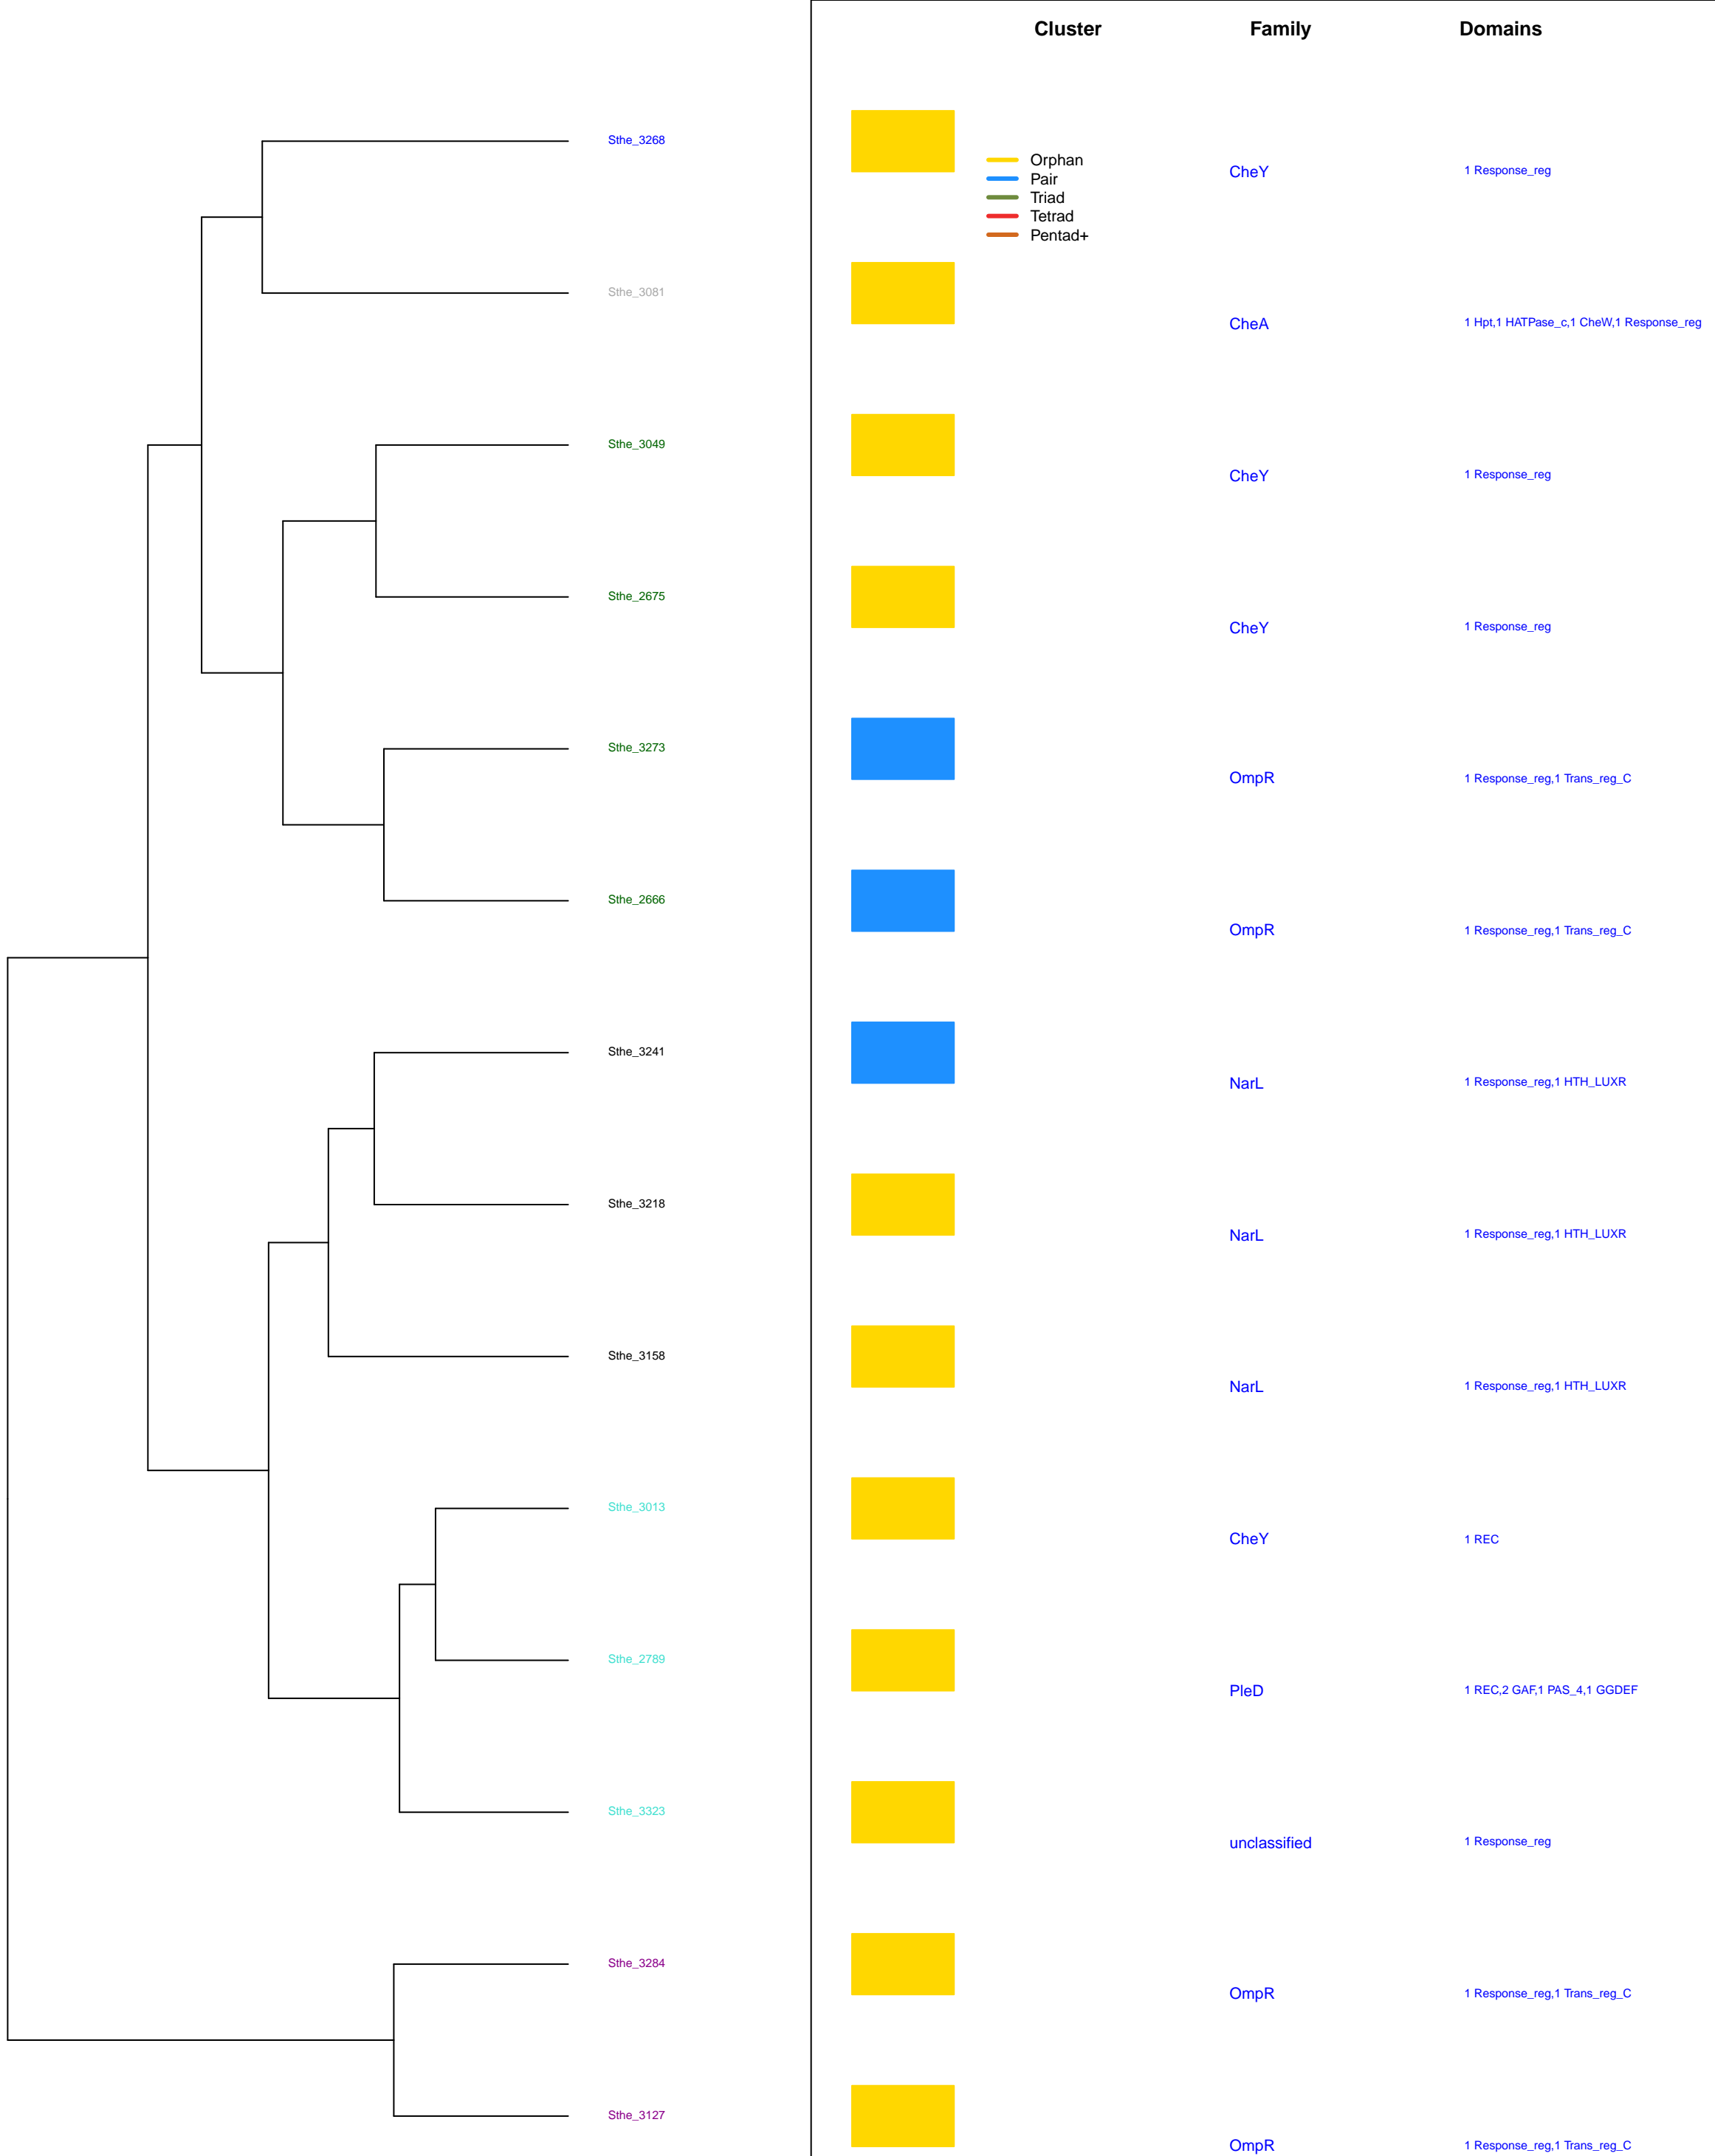 Cluster Family Domains
Sthe_3268
Orphan
Pair
Triad
Tetrad
Pentad+
CheY 1 Response_reg
Sthe_3081
CheA 1 Hpt,1 HATPase_c,1 CheW,1 Response_reg
Sthe_3049
CheY 1 Response_reg
Sthe_2675
CheY 1 Response_reg
Sthe_3273
OmpR 1 Response_reg,1 Trans_reg_C
Sthe_2666
OmpR 1 Response_reg,1 Trans_reg_C
Sthe_3241
NarL 1 Response_reg,1 HTH_LUXR
Sthe_3218
NarL 1 Response_reg,1 HTH_LUXR
Sthe_3158
NarL 1 Response_reg,1 HTH_LUXR
Sthe_3013
CheY 1 REC
Sthe_2789
PleD 1 REC,2 GAF,1 PAS_4,1 GGDEF
Sthe_3323
unclassified 1 Response_reg
Sthe_3284
OmpR 1 Response_reg,1 Trans_reg_C
Sthe_3127
OmpR 1 Response_reg,1 Trans_reg_C